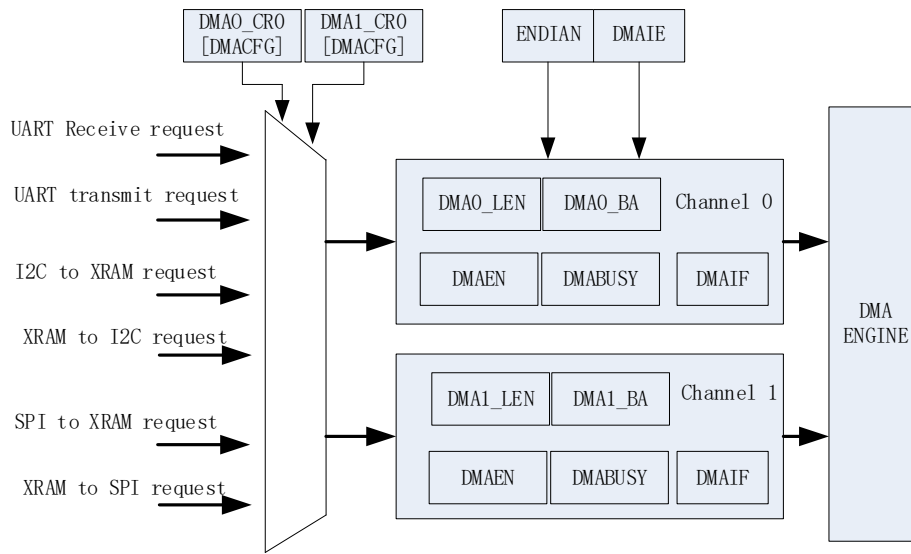 DMA0_CR0
[DMACFG]
DMA1_CR0
[DMACFG]
ENDIAN
DMAIE
UART Receive request
UART transmit request
I2C to XRAM request
XRAM to I2C request
SPI to XRAM request
XRAM to SPI request
DMA0_LEN
DMA0_BA
Channel 0
DMAEN
DMABUSY
DMAIF
DMA1_LEN
DMA1_BA
Channel 1
DMAEN
DMABUSY
DMAIF
DMA
ENGINE